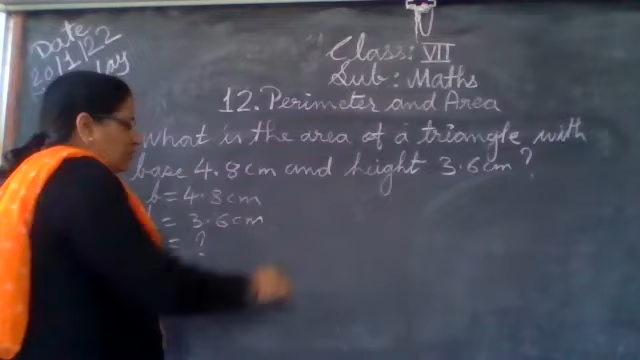 Date
20/1/22
Class: VII
Sub: Maths
12. Perimeter and Area
What is the area of a triangle with
base 4.8cm and height 3.6cm?
b = 4.8cm
= 3.6cm
= ?